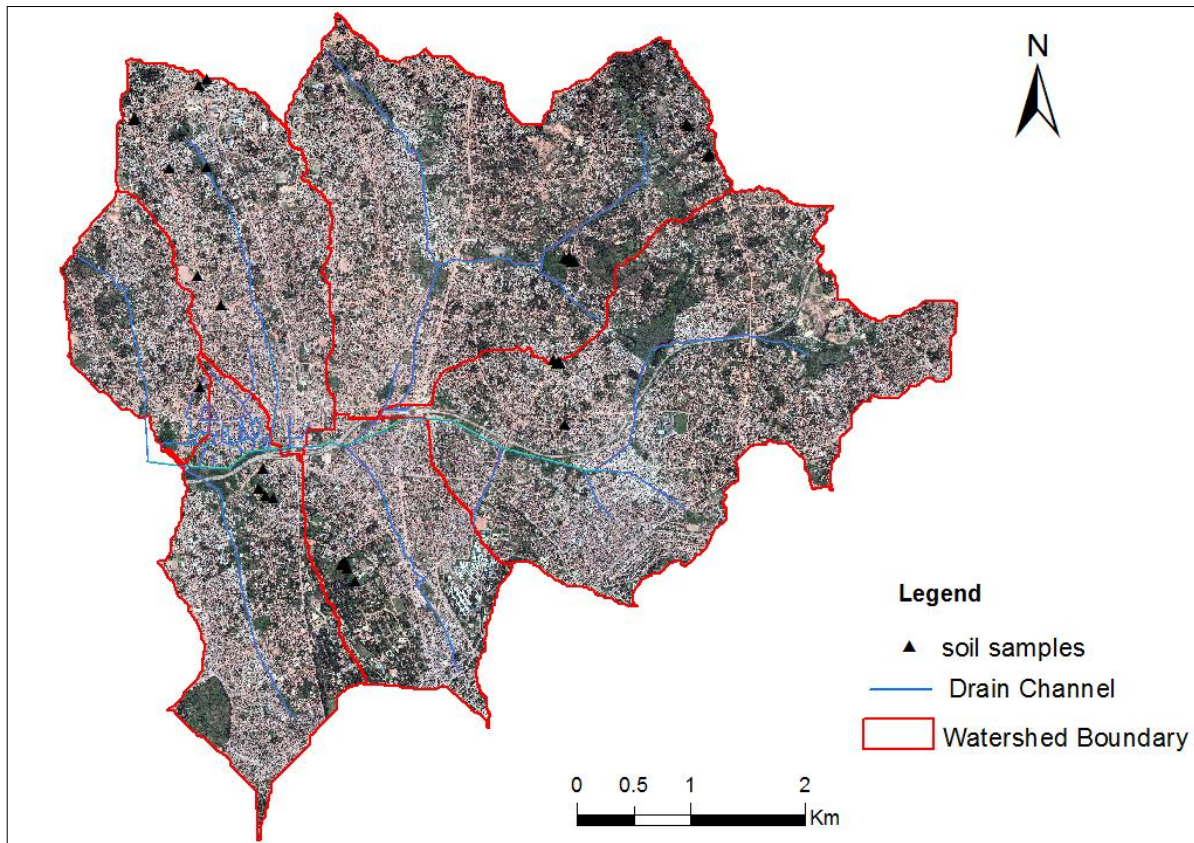 N
Legend
soil samples
Drain Channel
Watershed Boundary
0 0.5 1 2
Km